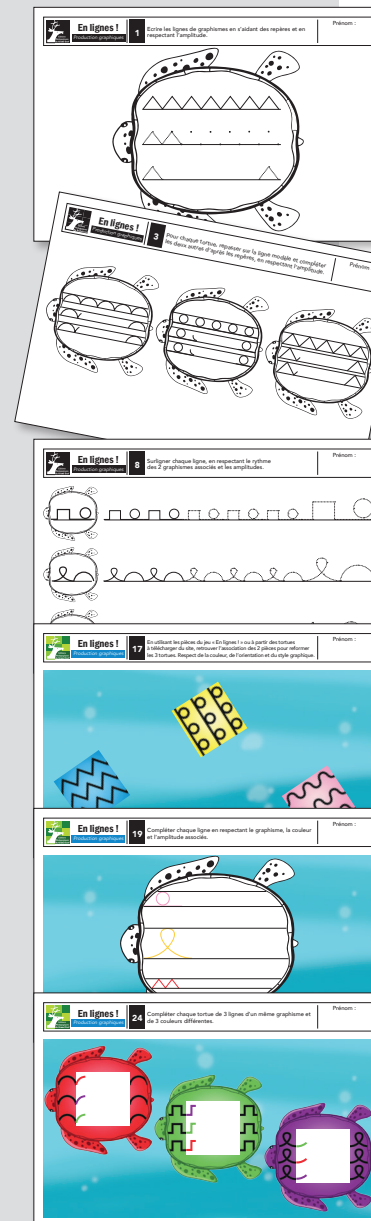 En lignes !
Production graphiques
1
Ecrire les lignes de graphismes en s'aidant des repères et en
respectant l'amplitude.
Prénom :
En lignes !
Production graphiques
3
Pour chaque tortue, repasser sur la ligne modèle et compléter
les deux autres d'après les repères, en respectant l'amplitude.
Prénom
En lignes !
Production graphiques
8
Surligner chaque ligne, en respectant le rythme
des 2 graphismes associés et les amplitudes.
Prénom :
En lignes !
Production graphiques
17
En utilisant les pièces du jeu « En lignes ! » ou à partir des tortues
à télécharger du site, retrouver l'association des 2 pièces pour reformer
les 3 tortues. Respect de la couleur, de l'orientation et du style graphique.
Prénom :
En lignes !
Production graphiques
19
Compléter chaque ligne en respectant le graphisme, la couleur
et l'amplitude associés.
Prénom :
En lignes !
Production graphiques
24
Compléter chaque tortue de 3 lignes d'un même graphisme et
de 3 couleurs différentes.
Prénom :